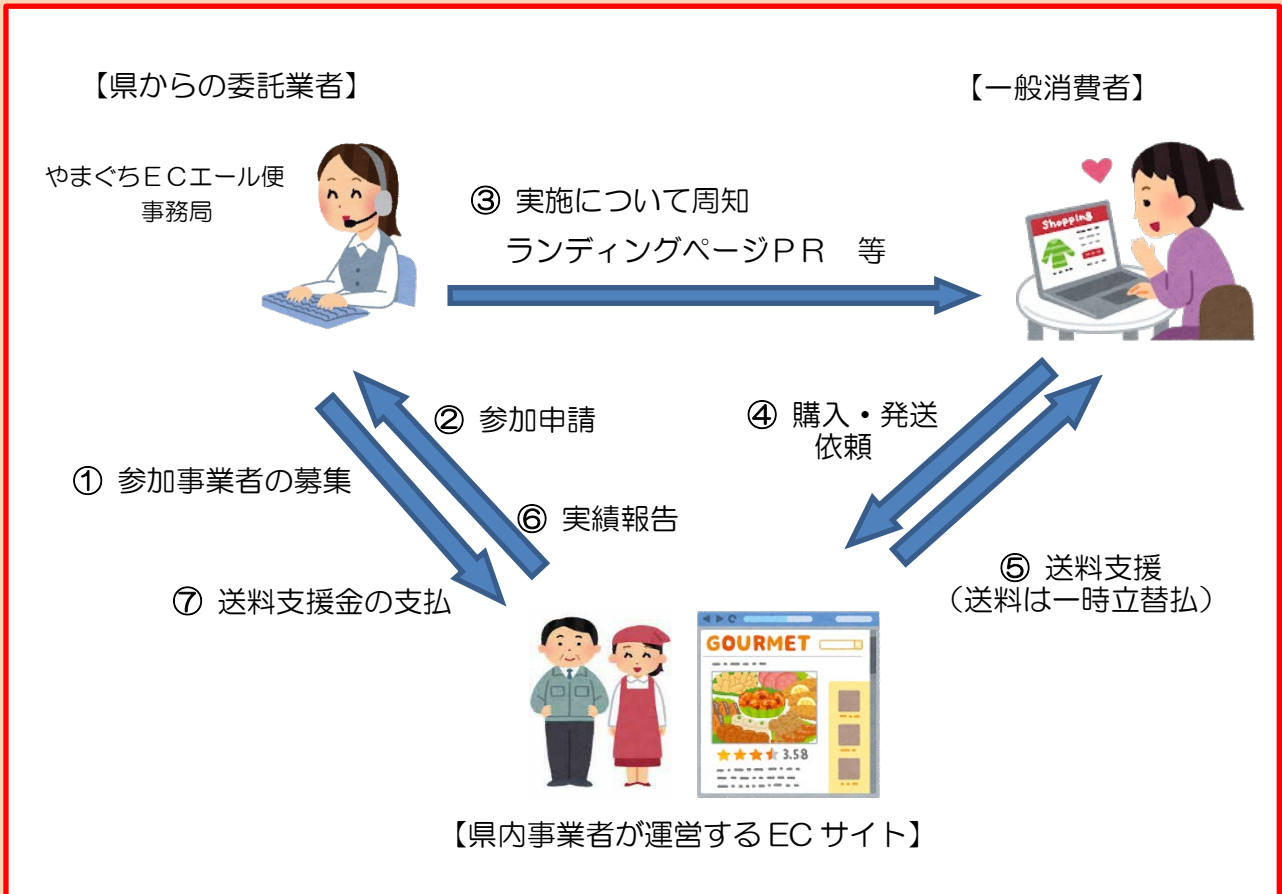 【県からの委託業者】
【一般消費者】
やまぐちＥＣエール便
事務局
③ 実施について周知
ランディングページＰＲ　等
Shopping
② 参加申請
④ 購入・発送
依頼
① 参加事業者の募集
⑥ 実績報告
⑤ 送料支援
（送料は一時立替払）
⑦ 送料支援金の支払
GOURMET
3.58
【県内事業者が運営する EC サイト】